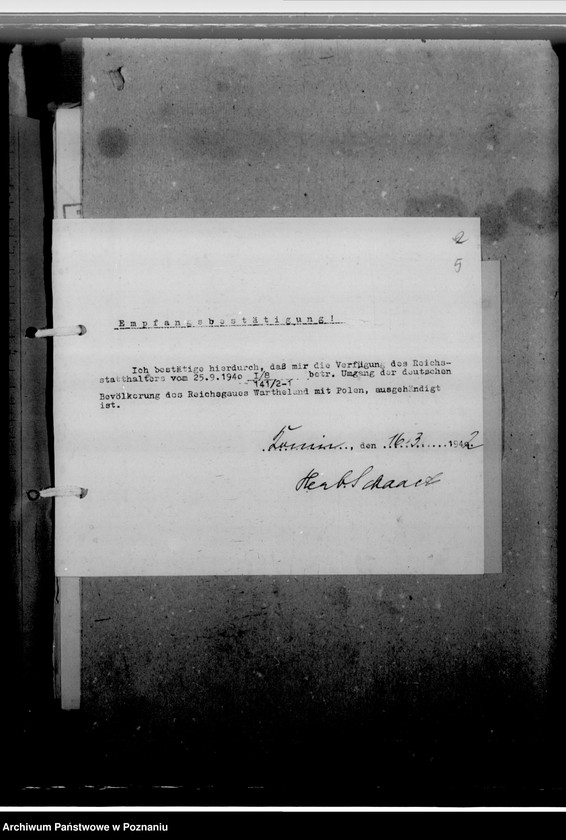 2
5
Empfangsbestätigung!
Ich bestätige hierdurch, daß mir die Verfügung des Reichs-
statthalters vom 25.9.1940 I/8 betr. Umgang der deutschen
141/2-1
Bevölkerung des Reichsgaues Wartheland mit Polen, ausgehändigt
ist.
, den 16.3. 1942
Archiwum Państwowe w Poznaniu